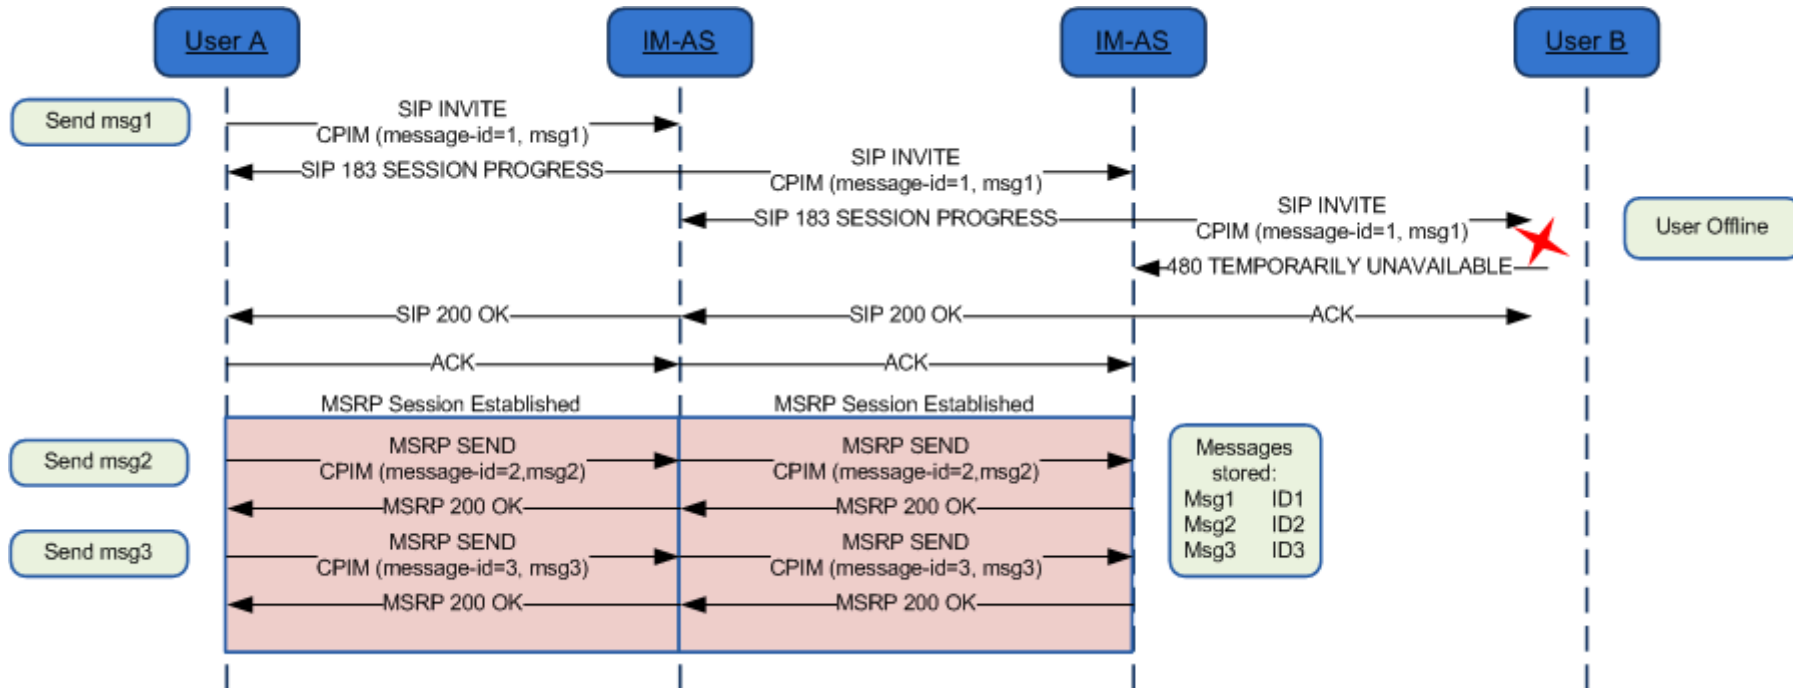 User A
IM-AS
IM-AS
User B
Send msg1
SIP INVITE
CPIM (message-id=1, msg1)
SIP 183 SESSION PROGRESS
SIP INVITE
CPIM (message-id=1, msg1)
SIP 183 SESSION PROGRESS
SIP INVITE
CPIM (message-id=1, msg1)
User Offline
480 TEMPORARILY UNAVAILABLE
SIP 200 OK
SIP 200 OK
ACK
ACK
ACK
MSRP Session Established
MSRP Session Established
Send msg2
MSRP SEND
CPIM (message-id=2,msg2)
MSRP SEND
CPIM (message-id=2,msg2)
MSRP 200 OK
MSRP 200 OK
Send msg3
MSRP SEND
CPIM (message-id=3, msg3)
MSRP SEND
CPIM (message-id=3, msg3)
MSRP 200 OK
MSRP 200 OK
Messages
stored:
Msg1 ID1
Msg2 ID2
Msg3 ID3